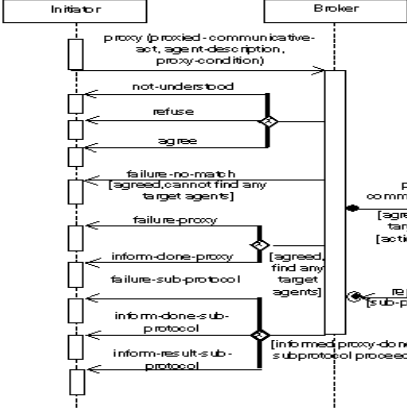 Initiator
Broker
proxy (proxied-communicative-
act, agent-description,
proxy-condition)
not-understood
refuse
agree
failure-no-match
[agreed,cannot find any
target agents]
failure-proxy
inform-done-proxy
[agreed,
find any
target
agents]
failure-sub-protocol
inform-done-sub-
protocol
[informed proxy-done
subprotocol proceed
inform-result-sub-
protocol